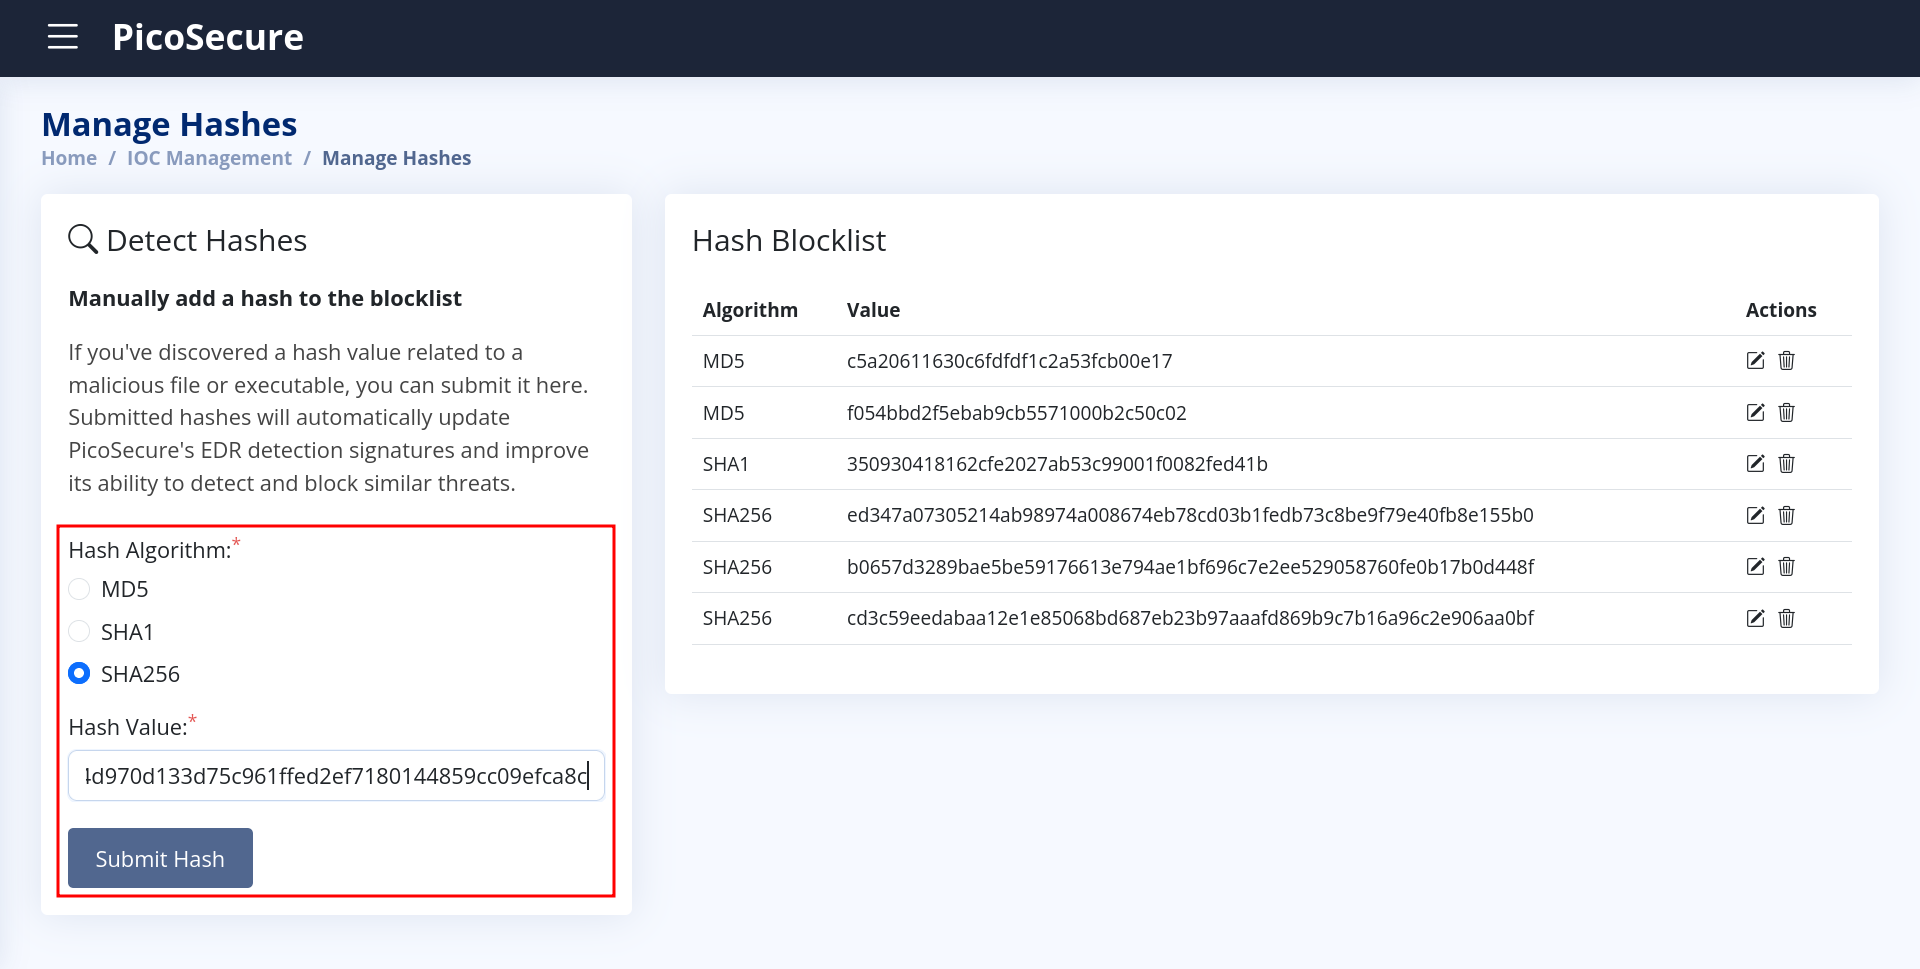 PicoSecure
Manage Hashes
Home / IOC Management / Manage Hashes
Detect Hashes
Manually add a hash to the blocklist
If you've discovered a hash value related to a
malicious file or executable, you can submit it here.
Submitted hashes will automatically update
PicoSecure's EDR detection signatures and improve
its ability to detect and block similar threats.
Hash Algorithm:*
MD5
SHA1
SHA256
Hash Value:*
4d970d133d75c961ffed2ef7180144859cc09efca8c
Submit Hash
Hash Blocklist
Algorithm Value Actions
MD5 c5a20611630c6fdfdf1c2a53fcb00e17
MD5 f054bbd2f5ebab9cb5571000b2c50c02
SHA1 350930418162cfe2027ab53c99001f0082fed41b
SHA256 ed347a07305214ab98974a008674eb78cd03b1fedb73c8be9f79e40fb8e155b0
SHA256 b0657d3289bae5be59176613e794ae1bf696c7e2ee529058760fe0b17b0d448f
SHA256 cd3c59eedabaa12e1e85068bd687eb23b97aaafd869b9c7b16a96c2e906aa0bf